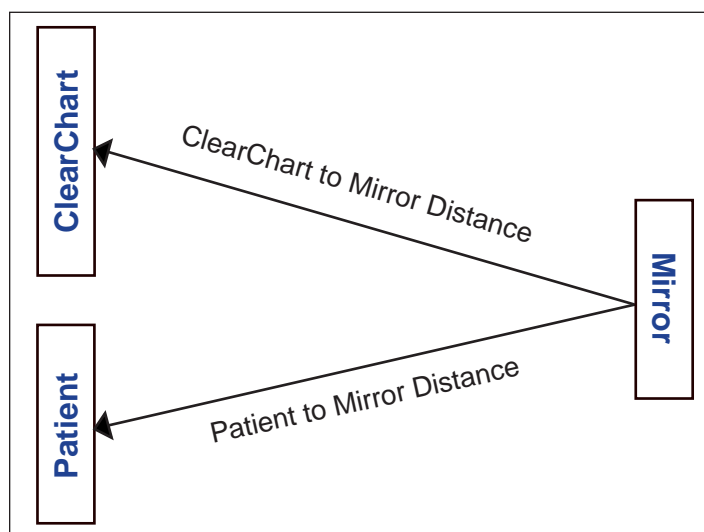 ClearChart
ClearChart to Mirror Distance
Mirror
Patient to Mirror Distance
Patient